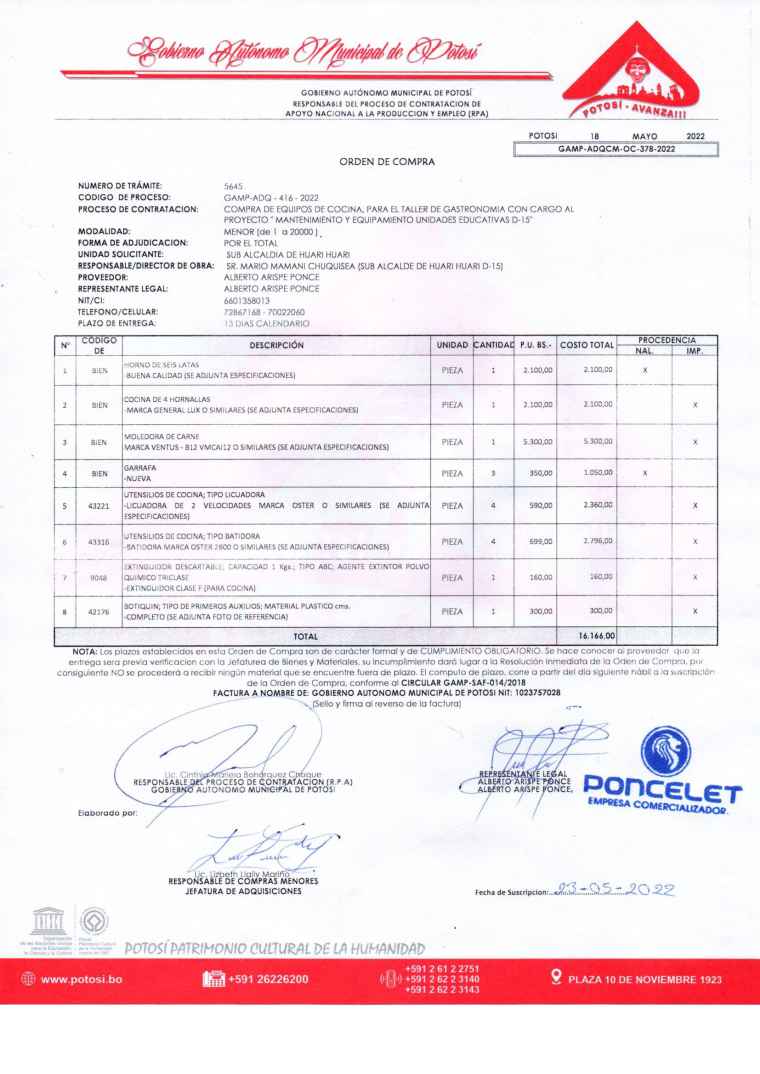 Gobierno Autónomo Municipal de Potosí
POTOSÍ - AVANZA!!!
GOBIERNO AUTÓNOMO MUNICIPAL DE POTOSÍ
RESPONSABLE DEL PROCESO DE CONTRATACION DE
APOYO NACIONAL A LA PRODUCCION Y EMPLEO (RPA)
POTOSI 18 MAYO 2022
GAMP-ADQCM-OC-378-2022
ORDEN DE COMPRA
NUMERO DE TRÁMITE: 5645
CODIGO DE PROCESO: GAMP-ADQ - 416 - 2022
PROCESO DE CONTRATACION: COMPRA DE EQUIPOS DE COCINA, PARA EL TALLER DE GASTRONOMIA CON CARGO AL
PROYECTO " MANTENIMIENTO Y EQUIPAMIENTO UNIDADES EDUCATIVAS D-15"
MODALIDAD: MENOR (de 1 a 20000 )
FORMA DE ADJUDICACION: POR EL TOTAL
UNIDAD SOLICITANTE: SUB ALCALDIA DE HUARI HUARI
RESPONSABLE/DIRECTOR DE OBRA: SR. MARIO MAMANI CHUQUISEA (SUB ALCALDE DE HUARI HUARI D-15)
PROVEEDOR: ALBERTO ARISPE PONCE
REPRESENTANTE LEGAL: ALBERTO ARISPE PONCE
NIT/CI: 6601358013
TELEFONO/CELULAR: 72867168 - 70022060
PLAZO DE ENTREGA: 15 DIAS CALENDARIO
N° CÓDIGO DE DESCRIPCIÓN UNIDAD CANTIDAD P.U. BS.- COSTO TOTAL PROCEDENCIA
NAL. IMP.
1 BIEN HORNO DE SEIS LATAS
-BUENA CALIDAD (SE ADJUNTA ESPECIFICACIONES) PIEZA 1 2.100,00 2.100,00 X
2 BIEN COCINA DE 4 HORNALLAS
-MARCA GENERAL LUX O SIMILARES (SE ADJUNTA ESPECIFICACIONES) PIEZA 1 2.100,00 2.100,00 X
3 BIEN MOLEDORA DE CARNE
MARCA VENTUS - B12 VMCAI12 O SIMILARES (SE ADJUNTA ESPECIFICACIONES) PIEZA 1 5.300,00 5.300,00 X
4 BIEN GARRAFA
-NUEVA PIEZA 3 350,00 1.050,00 X
5 43221 UTENSILIOS DE COCINA; TIPO LICUADORA
-LICUADORA DE 2 VELOCIDADES MARCA OSTER O SIMILARES (SE ADJUNTA
ESPECIFICACIONES) PIEZA 4 590,00 2.360,00 X
6 43316 UTENSILIOS DE COCINA; TIPO BATIDORA
-BATIDORA MARCA OSTER 2600 O SIMILARES (SE ADJUNTA ESPECIFICACIONES) PIEZA 4 699,00 2.796,00 X
7 9048 EXTINGUIDOR DESCARTABLE; CAPACIDAD 1 Kgs.; TIPO ABC; AGENTE EXTINTOR POLVO
QUIMICO TRICLASE
-EXTINGUIDOR CLASE F (PARA COCINA) PIEZA 1 160,00 160,00 X
8 42176 BOTIQUIN; TIPO DE PRIMEROS AUXILIOS; MATERIAL PLASTICO cms.
-COMPLETO (SE ADJUNTA FOTO DE REFERENCIA) PIEZA 1 300,00 300,00 X
TOTAL 16.166,00
NOTA: Los plazos establecidos en esta Orden de Compra son de carácter formal y de CUMPLIMIENTO OBLIGATORIO. Se hace conocer al proveedor que la
entrega sera previa verificacion con la Jefaturea de Bienes y Materiales, su incumplimiento dará lugar a la Resolución Inmediata de la Orden de Compra, por
consiguiente NO se procederá a recibir ningún material que se encuentre fuera de plazo. El computo de plazo, corre a partir del día siguiente hábil a la suscripción
de la Orden de Compra, conforme al CIRCULAR GAMP-SAF-014/2018
FACTURA A NOMBRE DE: GOBIERNO AUTONOMO MUNICIPAL DE POTOSI NIT: 1023757028
(Sello y firma al reverso de la factura)
Lic. Cinthya Mariela Bohorquez Choque
RESPONSABLE DEL PROCESO DE CONTRATACION (R.P.A)
GOBIERNO AUTONOMO MUNICIPAL DE POTOSI
REPRESENTANTE LEGAL
ALBERTO ARISPE PONCE
ALBERTO ARISPE PONCE,
PONCELET
EMPRESA COMERCIALIZADOR.
Elaborado por:
Lic. Lizbeth Lially Mariño
RESPONSABLE DE COMPRAS MENORES
JEFATURA DE ADQUISICIONES
Fecha de Suscripcion: 23-05-2022
Organización
de las Naciones Unidas
para la Educación,
la Ciencia y la Cultura
Patrimonio Cultural
de la Humanidad
POTOSÍ PATRIMONIO CULTURAL DE LA HUMANIDAD
www.potosi.bo
+591 26226200
+591 2 61 2 2751
+591 2 62 2 3140
+591 2 62 2 3143
PLAZA 10 DE NOVIEMBRE 1923